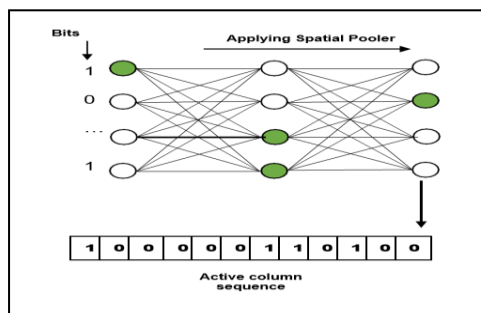 Bits
Applying Spatial Pooler
1
0
...
1
1 0 0 0 0 0 1 1 0 1 0 0
Active column
sequence